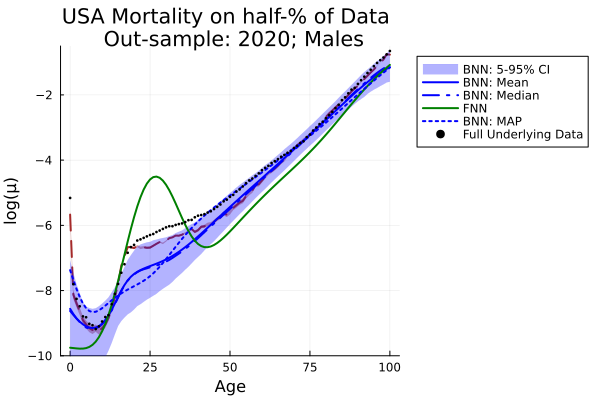 USA Mortality on half-% of Data
Out-sample: 2020; Males
log(μ)
−2
−4
−6
−8
−10
0
25
50
75
100
Age
BNN: 5-95% CI
BNN: Mean
BNN: Median
FNN
BNN: MAP
Full Underlying Data